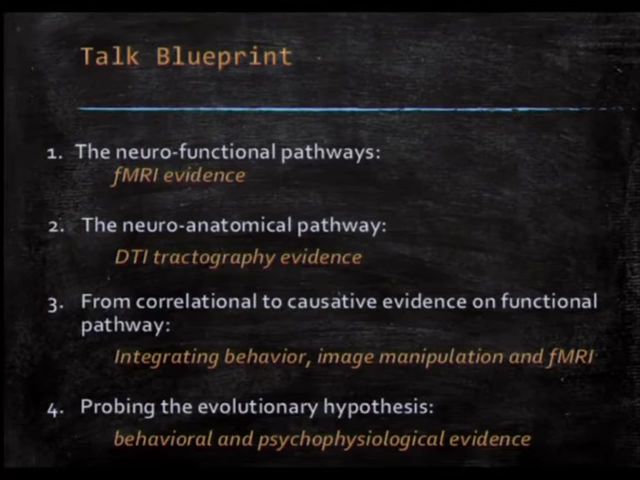 Talk Blueprint
1. The neuro-functional pathways:
fMRI evidence
2. The neuro-anatomical pathway:
DTI tractography evidence
3. From correlational to causative evidence on functional
pathway:
Integrating behavior, image manipulation and fMRI
4. Probing the evolutionary hypothesis:
behavioral and psychophysiological evidence